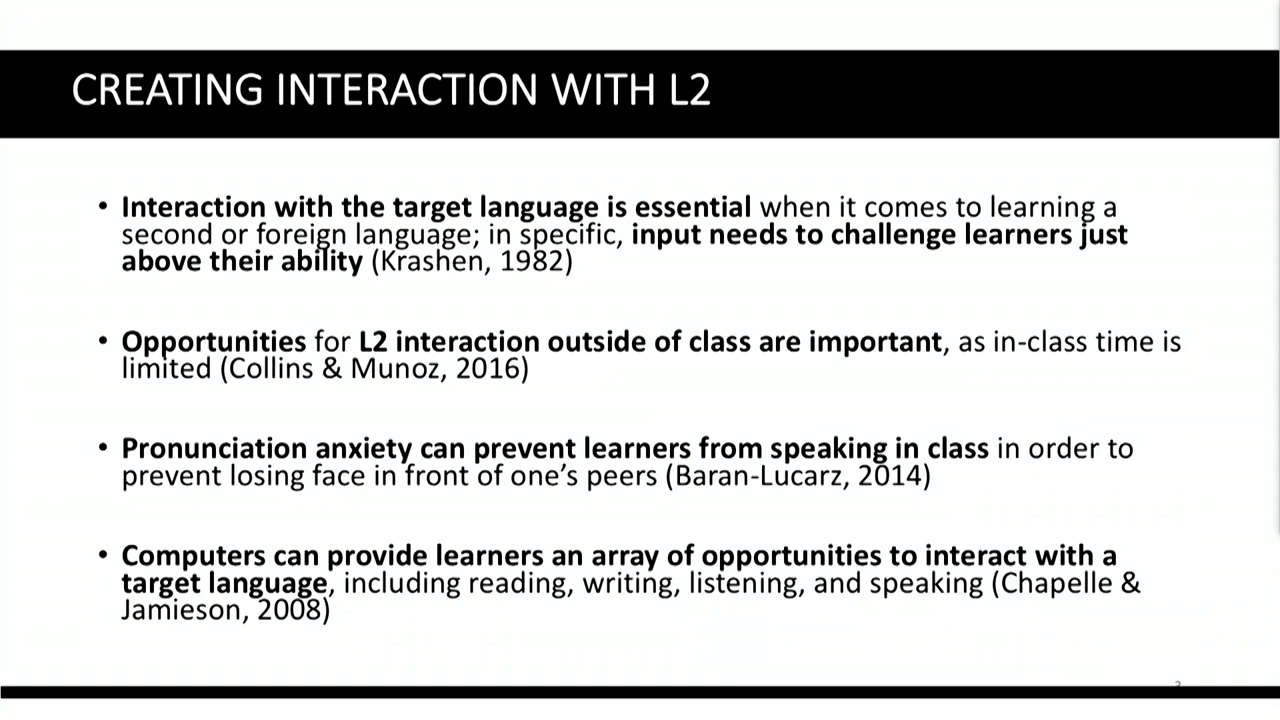 CREATING INTERACTION WITH L2
• Interaction with the target language is essential when it comes to learning a
second or foreign language; in specific, input needs to challenge learners just
above their ability (Krashen, 1982)
• Opportunities for L2 interaction outside of class are important, as in-class time is
limited (Collins & Munoz, 2016)
• Pronunciation anxiety can prevent learners from speaking in class in order to
prevent losing face in front of one's peers (Baran-Lucarz, 2014)
• Computers can provide learners an array of opportunities to interact with a
target language, including reading, writing, listening, and speaking (Chapelle &
Jamieson, 2008)